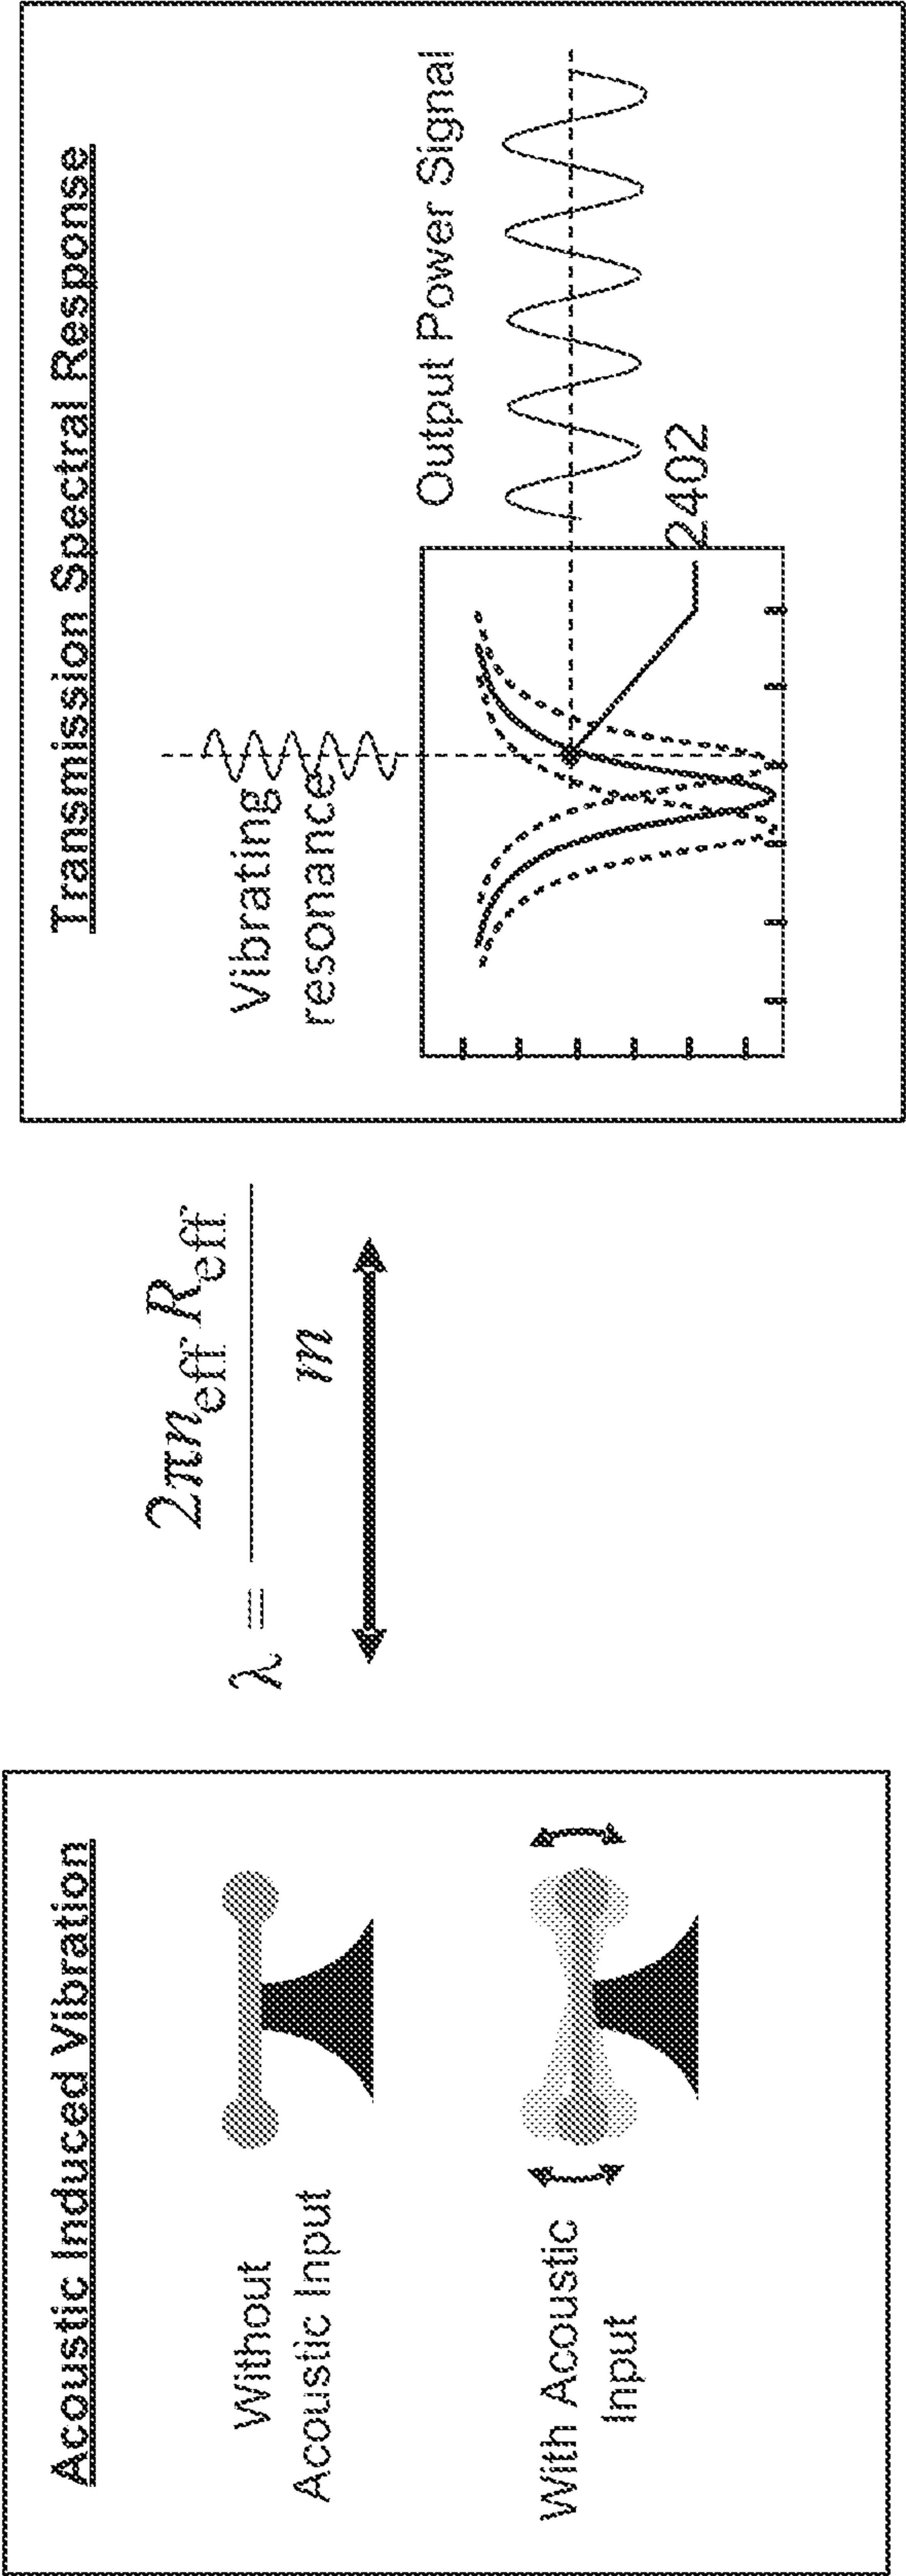 Acoustic Induced Vibration
Without
Acoustic Input
With Acoustic
Input
λ = 2πn_eff R_eff / m
Transmission Spectral Response
Vibrating
resonance
Output Power Signal
2402